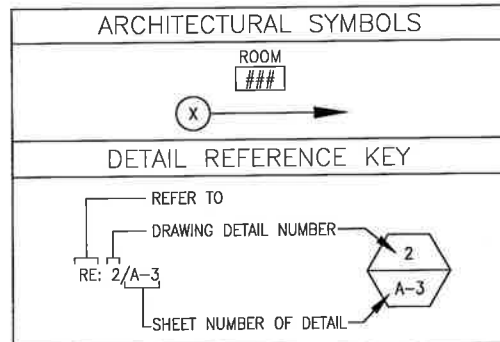 ARCHITECTURAL SYMBOLS
ROOM
###
X
DETAIL REFERENCE KEY
REFER TO
DRAWING DETAIL NUMBER
2
RE: 2/A-3
A-3
SHEET NUMBER OF DETAIL